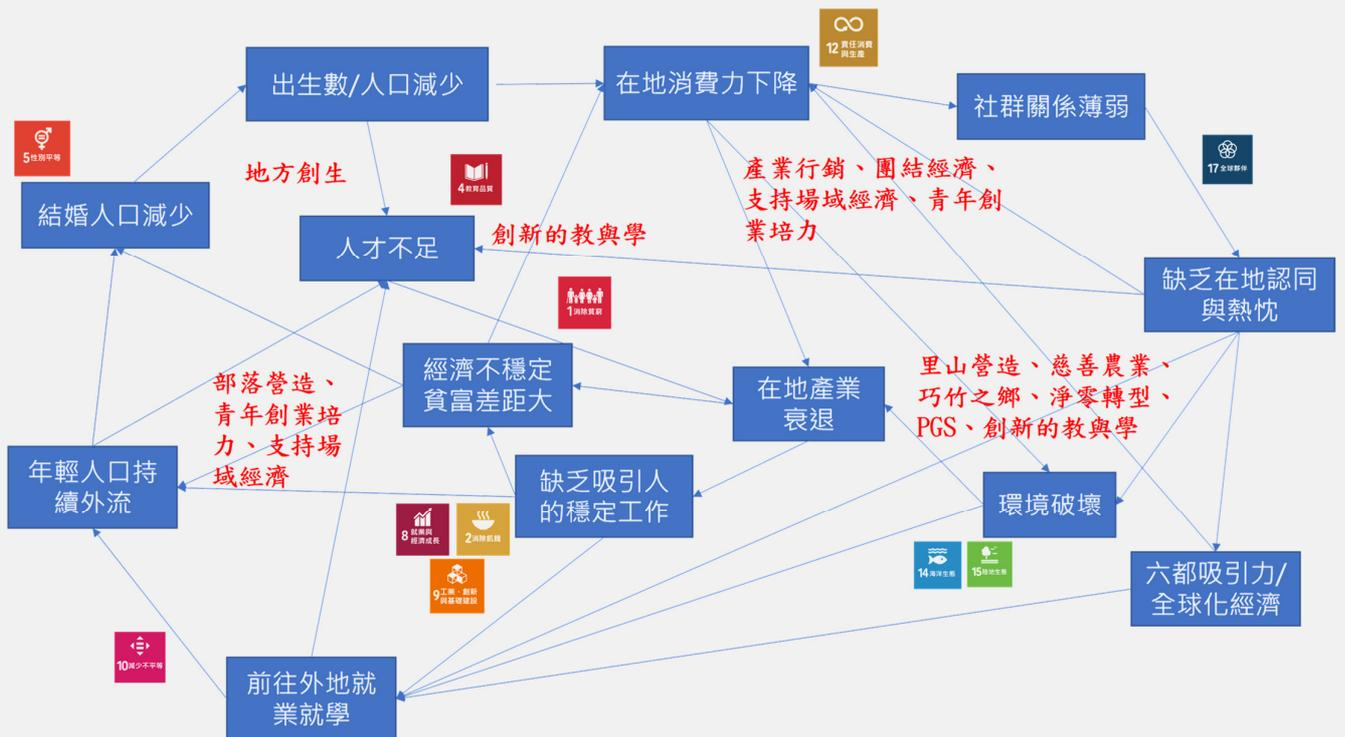 出生數/人口減少
在地消費力下降
12 責任消費
與生產
社群關係薄弱
5 性別平等
地方創生
4 教育品質
產業行銷、團結經濟、
支持場域經濟、青年創
業培力
17 全球夥伴
結婚人口減少
人才不足
創新的教與學
缺乏在地認同
與熱忱
1 消除貧窮
經濟不穩定
貧富差距大
在地產業
衰退
里山營造、慈善農業、
巧竹之鄉、淨零轉型、
PGS、創新的教與學
部落營造、
青年創業培
力、支持場
域經濟
年輕人口持
續外流
缺乏吸引人
的穩定工作
環境破壞
8 就業與
經濟成長
2 消除飢餓
9 工業、創新
與基礎建設
14 海洋生態
15 陸地生態
六都吸引力/
全球化經濟
10 減少不平等
前往外地就
業就學